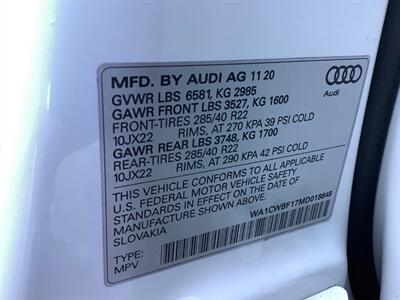 MFD. BY AUDI AG 11 20
GVWR LBS 6581, KG 2985
GAWR FRONT LBS 3527, KG 1600
FRONT-TIRES 285/40 R22
10JX22 RIMS, AT 270 KPA 39 PSI COLD
GAWR REAR LBS 3748, KG 1700
REAR-TIRES 285/40 R22
10JX22 RIMS, AT 290 KPA 42 PSI COLD
Audi
THIS VEHICLE CONFORMS TO ALL APPLICABLE
U.S. FEDERAL MOTOR VEHICLE SAFETY
STANDARDS IN EFFECT ON THE DATE OF
MANUFACTURE SHOWN ABOVE.
SLOVAKIA
WA1CWBF17MD018849
TYPE:
MPV